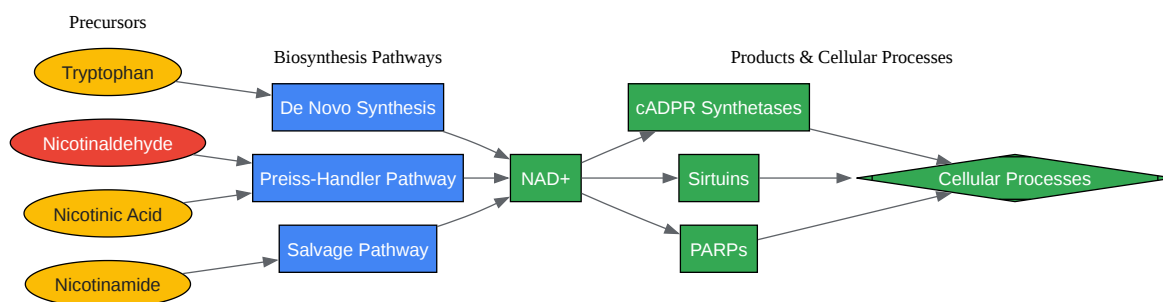 Precursors
Biosynthesis Pathways
Products & Cellular Processes
Tryptophan
De Novo Synthesis
cADPR Synthetases
Nicotinaldehyde
Preiss-Handler Pathway
NAD+
Sirtuins
Cellular Processes
Nicotinic Acid
Salvage Pathway
PARPs
Nicotinamide